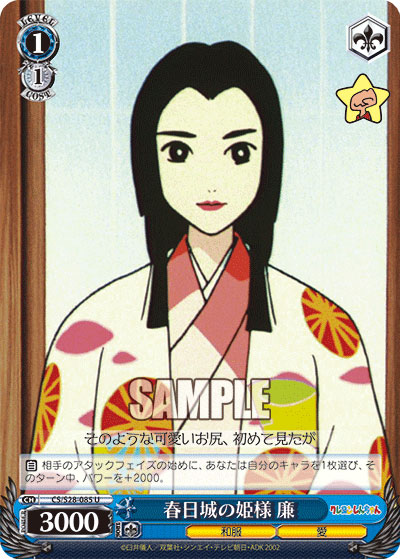 LEVEL
1
1
COST
SAMPLE
そのような可愛いお尻、初めて見たが
相手のアタックフェイズの始めに、あなたは自分のキャラを1枚選び、そ
のターン中、パワーを+2000。
CH
CS/S28-085 U
春日城の姫様 廉
クレヨンしんちゃん
3000
和服
愛
©臼井儀人/双葉社・シンエイ・テレビ朝日・ADK 2002